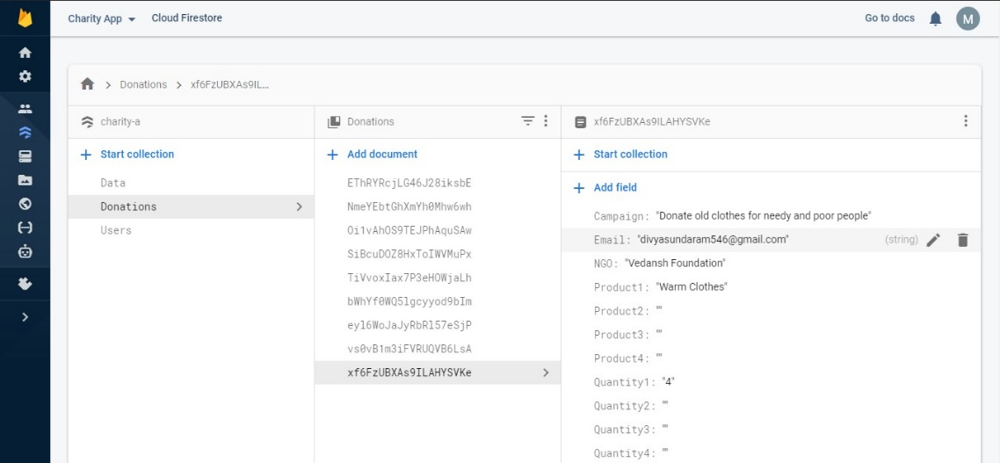 Charity App Cloud Firestore Go to docs M
Donations xf6FzUBXAs9IL...
charity-a Donations xf6FzUBXAs9ILAHYSVKe
Start collection Add document Start collection
Data EThRYRcjLG46J28iksbE Add field
Donations NmeYEbtGhXmYh0Mhw6wh Campaign: "Donate old clothes for needy and poor people"
Users Oi1vAhOS9TEJPhAquSAw Email: "divyasundaram546@gmail.com" (string)
SiBcuDOZ8HxToIWVMuPx NGO: "Vedansh Foundation"
TiVvoxIax7P3eHOWjaLh Product1: "Warm Clothes"
bWhYf0WQ5lgcyyod9bIm Product2: ""
eyl6WoJaJyRbRl57eSjP Product3: ""
vs0vB1m3iFVRUQVB6LsA Product4: ""
xf6FzUBXAs9ILAHYSVKe Quantity1: "4"
Quantity2: ""
Quantity3: ""
Quantity4: ""